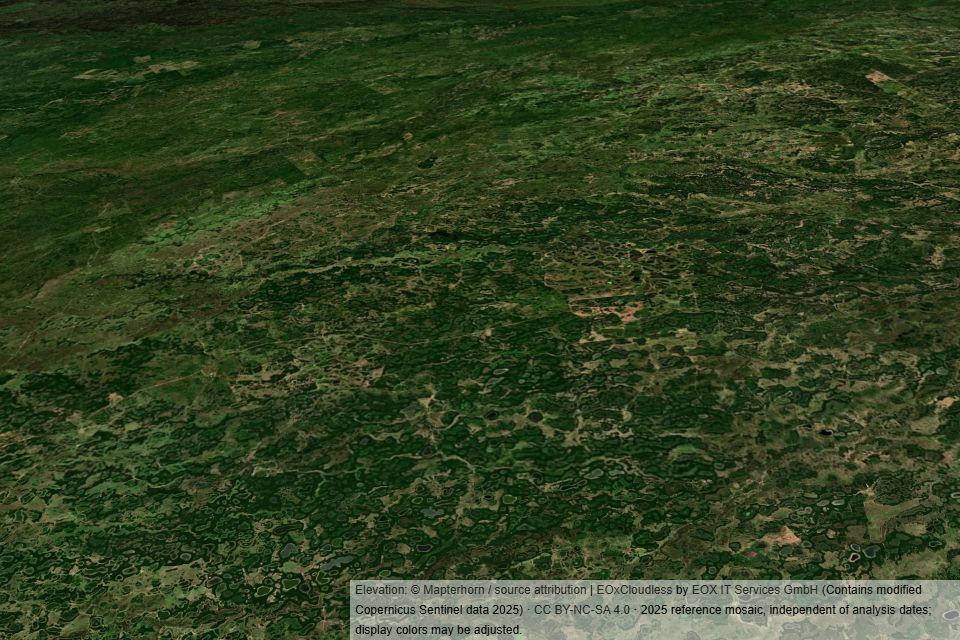 Elevation: © Mapterhorn / source attribution | EOxCloudless by EOX IT Services GmbH (Contains modified
Copernicus Sentinel data 2025) · CC BY-NC-SA 4.0 · 2025 reference mosaic, independent of analysis dates;
display colors may be adjusted.